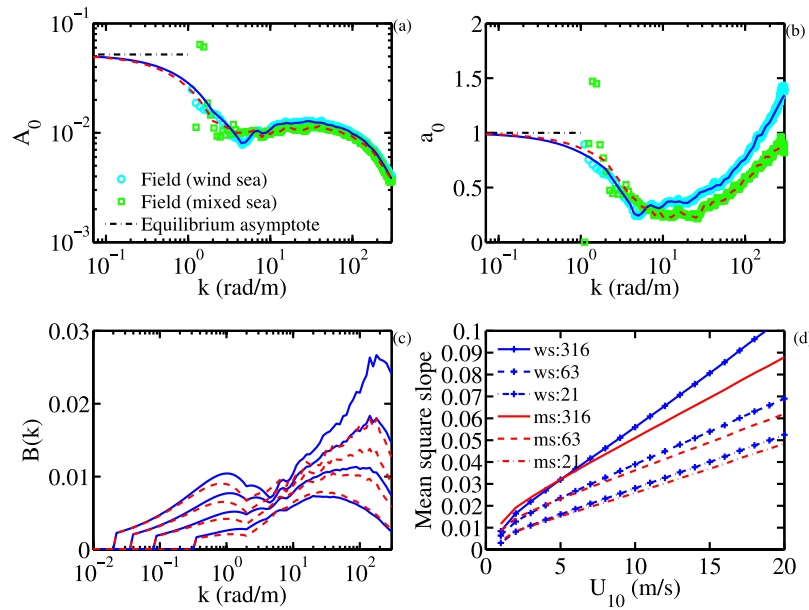 (a)
10^-1
10^-2
10^-3
A_0
Field (wind sea)
Field (mixed sea)
Equilibrium asymptote
10^-1 10^0 10^1 10^2
k (rad/m)
(b)
2
1.5
1
0.5
0
a_0
10^-1 10^0 10^1 10^2
k (rad/m)
(c)
0.03
0.02
0.01
0
B(k)
10^-2 10^-1 10^0 10^1 10^2
k (rad/m)
(d)
0.1
0.09
0.08
0.07
0.06
0.05
0.04
0.03
0.02
0.01
0
Mean square slope
ws:316
ws:63
ws:21
ms:316
ms:63
ms:21
0 5 10 15 20
U_10 (m/s)